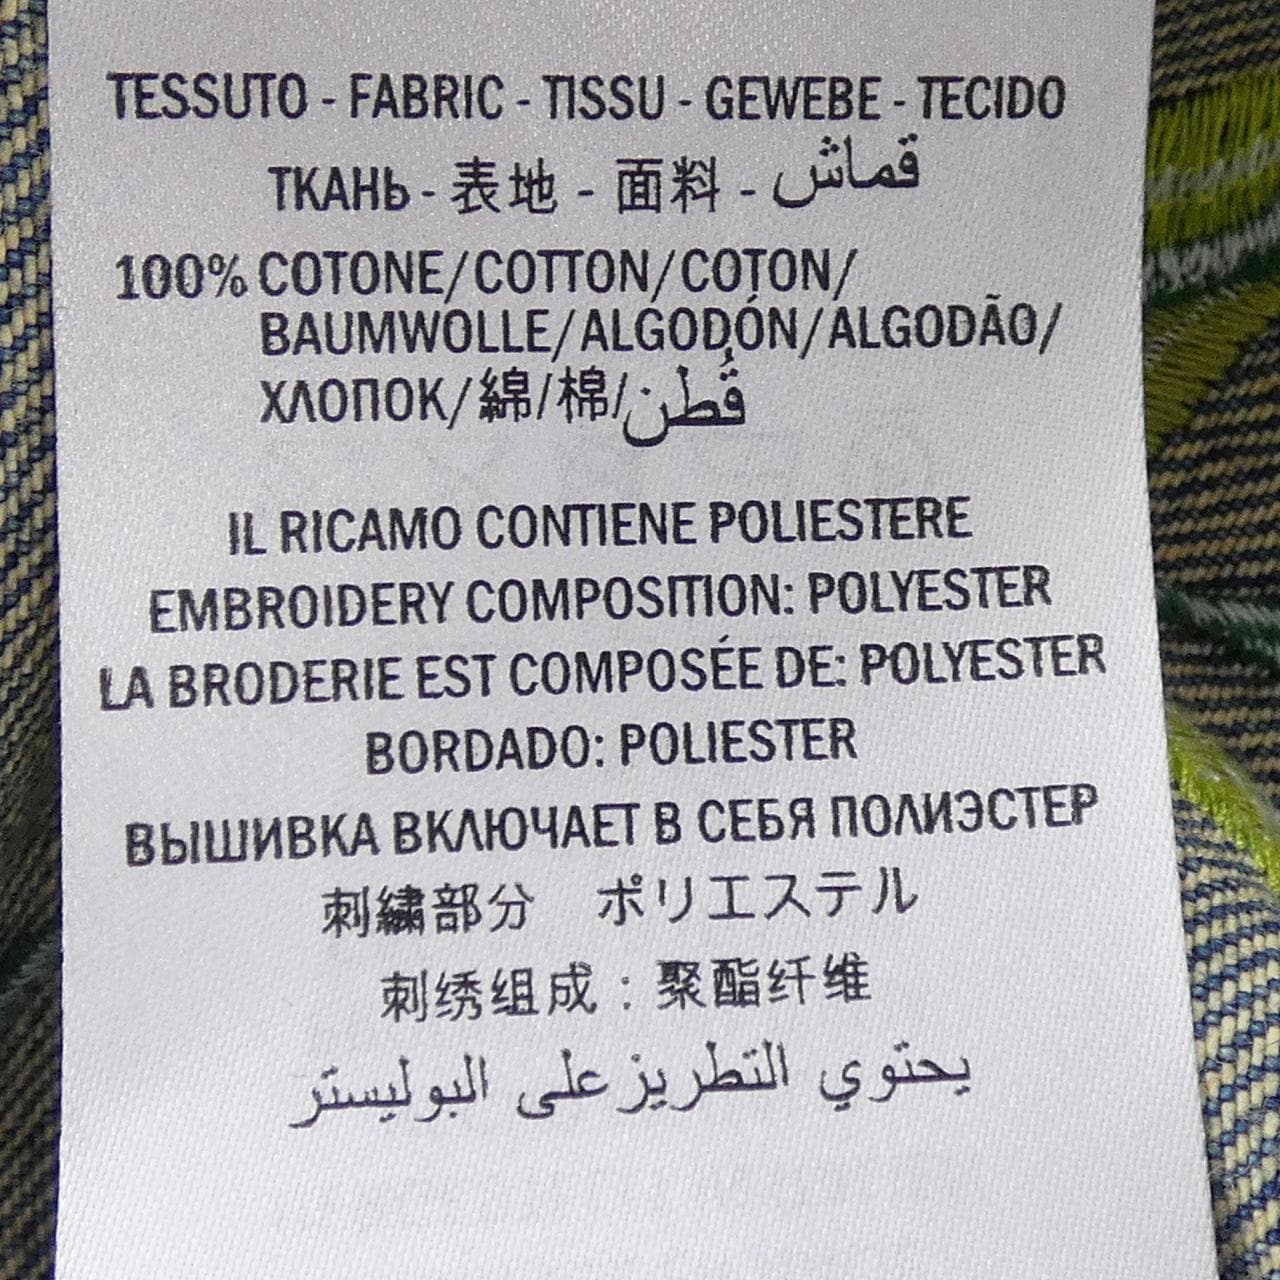 TESSUTO - FABRIC - TISSU - GEWEBE - TECIDO
ТКАНЬ - 表地 - 面料 - قماش
100% COTONE/COTTON/COTON/
BAUMWOLLE/ALGODÓN/ALGODÃO/
ХЛОПОК/綿/棉/قُطن
IL RICAMO CONTIENE POLIESTERE
EMBROIDERY COMPOSITION: POLYESTER
LA BRODERIE EST COMPOSÉE DE: POLYESTER
BORDADO: POLIESTER
ВЫШИВКА ВКЛЮЧАЕТ В СЕБЯ ПОЛИЭСТЕР
刺繍部分 ポリエステル
刺绣组成：聚酯纤维
يحتوي التطريز على البوليستر